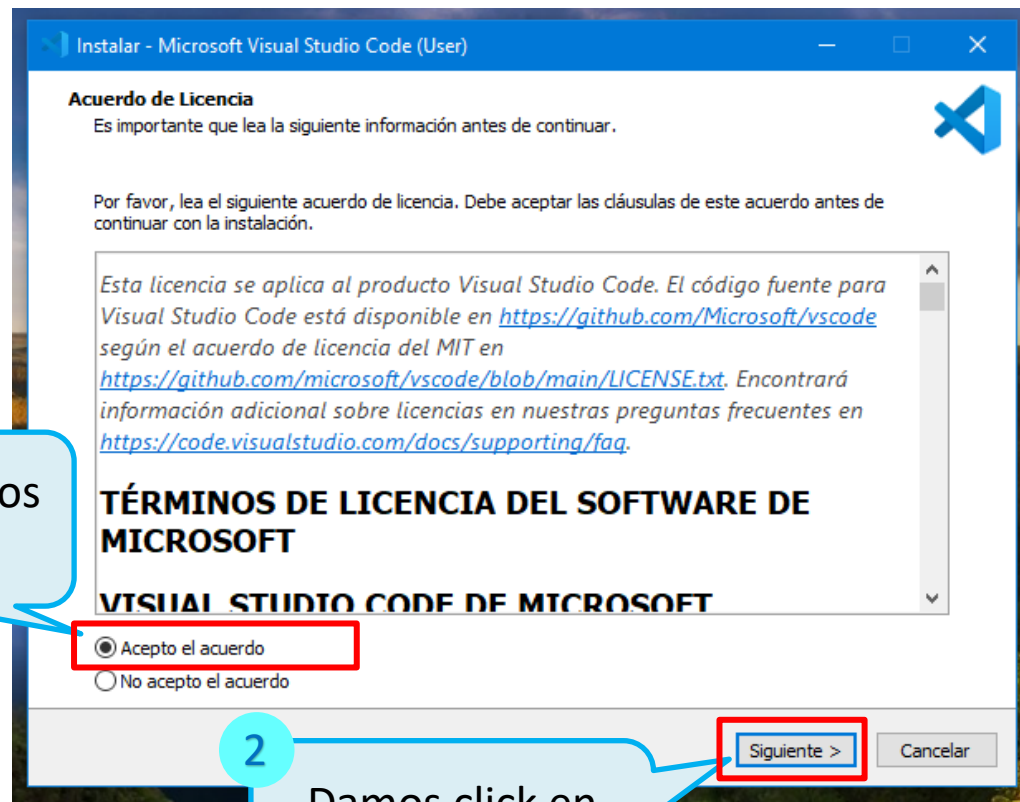 Instalar - Microsoft Visual Studio Code (User)
Acuerdo de Licencia
Es importante que lea la siguiente información antes de continuar.
Por favor, lea el siguiente acuerdo de licencia. Debe aceptar las cláusulas de este acuerdo antes de
continuar con la instalación.
Esta licencia se aplica al producto Visual Studio Code. El código fuente para
Visual Studio Code está disponible en https://github.com/Microsoft/vscode
según el acuerdo de licencia del MIT en
https://github.com/microsoft/vscode/blob/main/LICENSE.txt. Encontrará
información adicional sobre licencias en nuestras preguntas frecuentes en
https://code.visualstudio.com/docs/supporting/faq.
os
TÉRMINOS DE LICENCIA DEL SOFTWARE DE
MICROSOFT
VISUAL STUDIO CODE DE MICROSOFT
Acepto el acuerdo
No acepto el acuerdo
2
Siguiente >
Cancelar
Damos click en